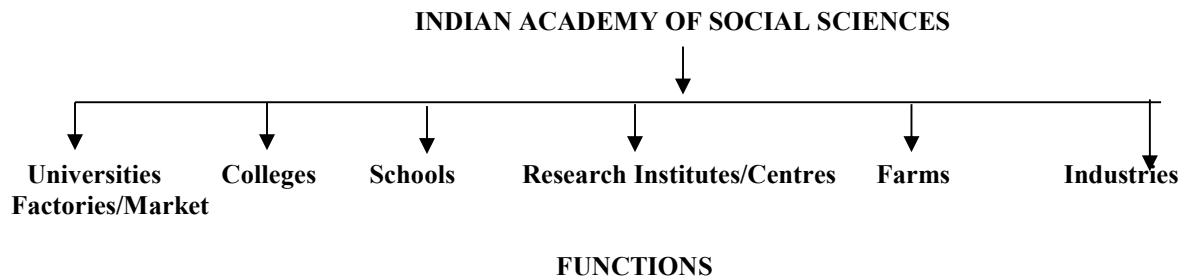 INDIAN ACADEMY OF SOCIAL SCIENCES
Universities Colleges Schools Research Institutes/Centres Farms Industries
Factories/Market
FUNCTIONS